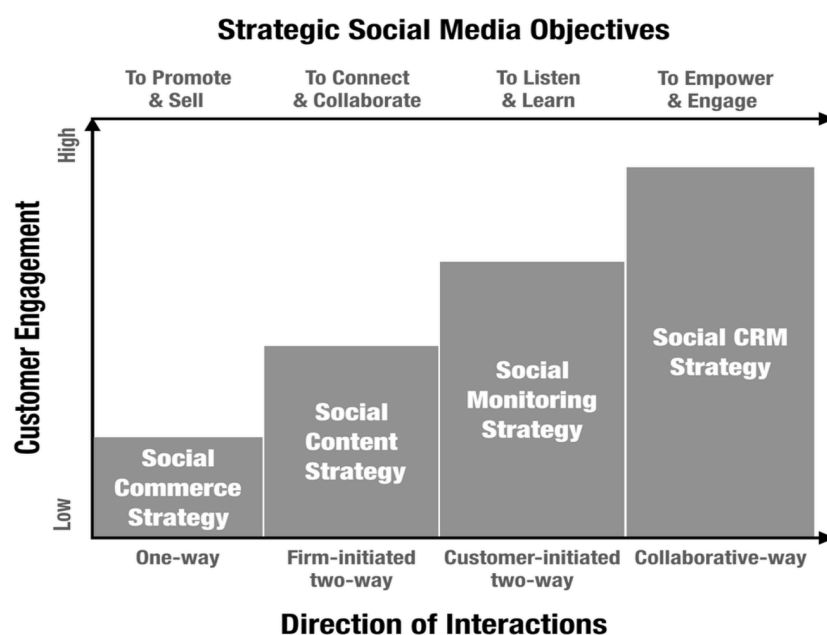 Strategic Social Media Objectives
To Promote
& Sell
To Connect
& Collaborate
To Listen
& Learn
To Empower
& Engage
High
Customer Engagement
Low
Social
Commerce
Strategy
Social
Content
Strategy
Social
Monitoring
Strategy
Social CRM
Strategy
One-way
Firm-initiated
two-way
Customer-initiated
two-way
Collaborative-way
Direction of Interactions